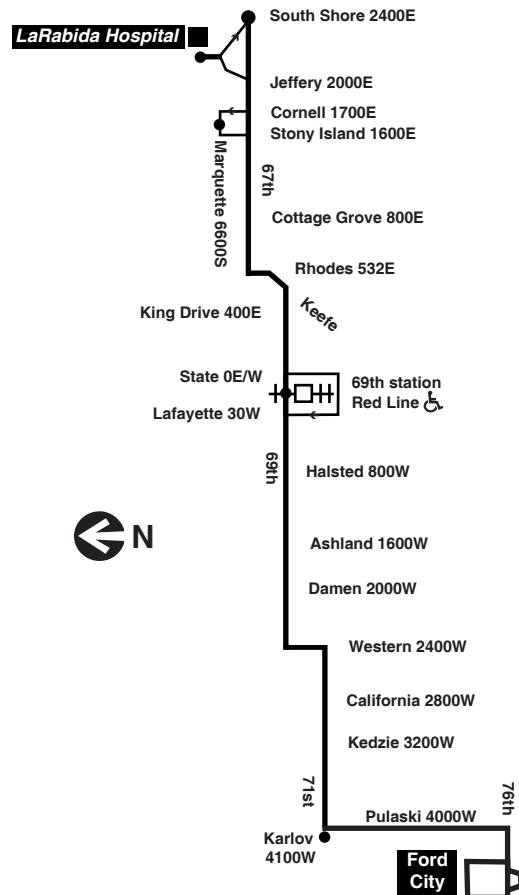 South Shore 2400E
LaRabida Hospital
Jeffery 2000E
Cornell 1700E
Stony Island 1600E
Marquette 6600S
67th
Cottage Grove 800E
Rhodes 532E
Keefe
King Drive 400E
State 0E/W
69th station
Red Line
Lafayette 30W
69th
Halsted 800W
N
Ashland 1600W
Damen 2000W
Western 2400W
California 2800W
Kedzie 3200W
71st
76th
Pulaski 4000W
Karlov
4100W
Ford
City